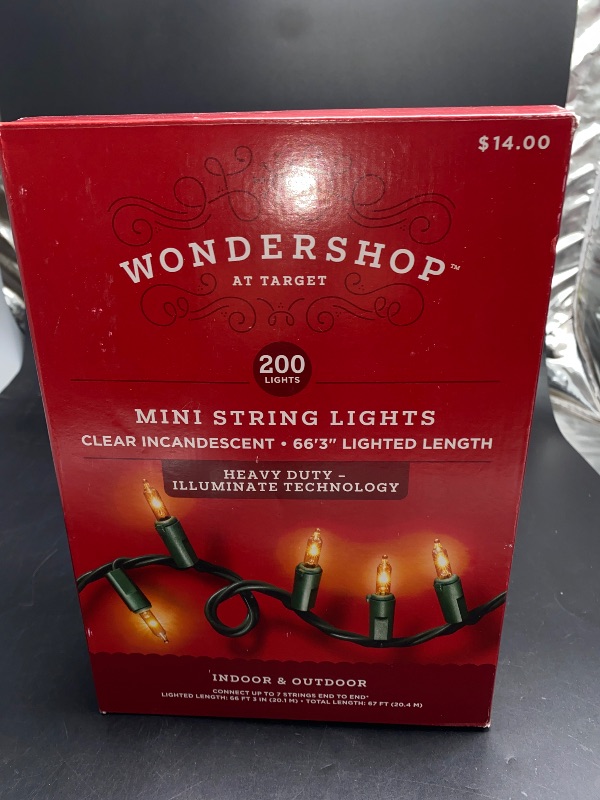 $14.00
WONDERSHOP™
AT TARGET
200
LIGHTS
MINI STRING LIGHTS
CLEAR INCANDESCENT • 66'3" LIGHTED LENGTH
HEAVY DUTY –
ILLUMINATE TECHNOLOGY
INDOOR & OUTDOOR
CONNECT UP TO 7 STRINGS END TO END*
LIGHTED LENGTH: 66 FT 3 IN (20.1 M) • TOTAL LENGTH: 67 FT (20.4 M)